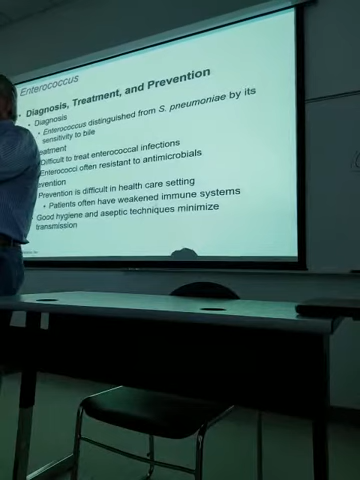 Enterococcus
• Diagnosis, Treatment, and Prevention
• Diagnosis
• Enterococcus distinguished from S. pneumoniae by its
sensitivity to bile
eatment
Difficult to treat enterococcal infections
Enterococci often resistant to antimicrobials
vention
Prevention is difficult in health care setting
• Patients often have weakened immune systems
Good hygiene and aseptic techniques minimize
transmission